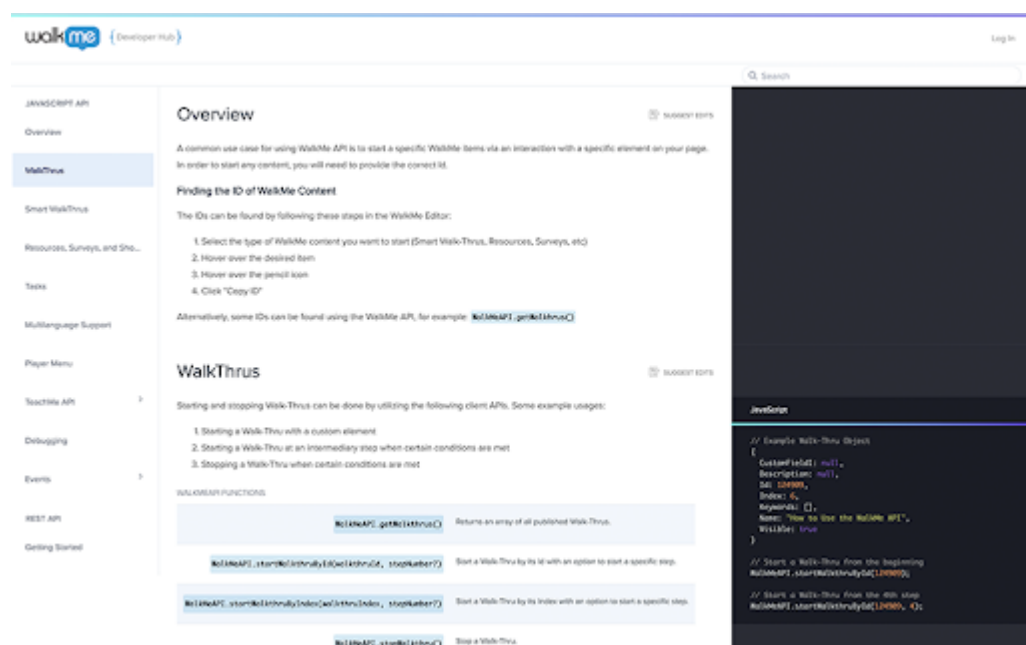 walkme {Developer Hub}
Log In
Search
JAVASCRIPT API
Overview
WalkThrus
Smart WalkThrus
Resources, Surveys, and Sho...
Tasks
Multilanguage Support
Player Menu
TeachMe API
Debugging
Events
REST API
Getting Started
Overview
SUGGEST EDITS
A common use case for using WalkMe API is to start a specific WalkMe items via an interaction with a specific element on your page.
In order to start any content, you will need to provide the correct Id.
Finding the ID of WalkMe Content
The IDs can be found by following these steps in the WalkMe Editor:
1. Select the type of WalkMe content you want to start (Smart Walk-Thrus, Resources, Surveys, etc)
2. Hover over the desired item
3. Hover over the pencil icon
4. Click "Copy ID"
Alternatively, some IDs can be found using the WalkMe API, for example WalkMeAPI.getWalkthrus()
WalkThrus
SUGGEST EDITS
Starting and stopping Walk-Thrus can be done by utilizing the following client APIs. Some example usages:
1. Starting a Walk-Thru with a custom element
2. Starting a Walk-Thru at an intermediary step when certain conditions are met
3. Stopping a Walk-Thru when certain conditions are met
WALKMEAPI FUNCTIONS
WalkMeAPI.getWalkthrus() Returns an array of all published Walk-Thrus.
WalkMeAPI.startWalkthruById(walkthruId, stepNumber?) Start a Walk-Thru by its Id with an option to start a specific step.
WalkMeAPI.startWalkthruByIndex(walkthruIndex, stepNumber?) Start a Walk-Thru by its Index with an option to start a specific step.
WalkMeAPI.stopWalkthru() Stop a Walk-Thru.
JavaScript
// Example Walk-Thru Object
{
CustomFieldI: null,
Description: null,
Id: 124909,
Index: 6,
Keywords: [],
Name: "How to Use the WalkMe API",
Visible: true
}
// Start a Walk-Thru from the beginning
WalkMeAPI.startWalkthruById(124909);
// Start a Walk-Thru from the 4th step
WalkMeAPI.startWalkthruById(124909, 4);